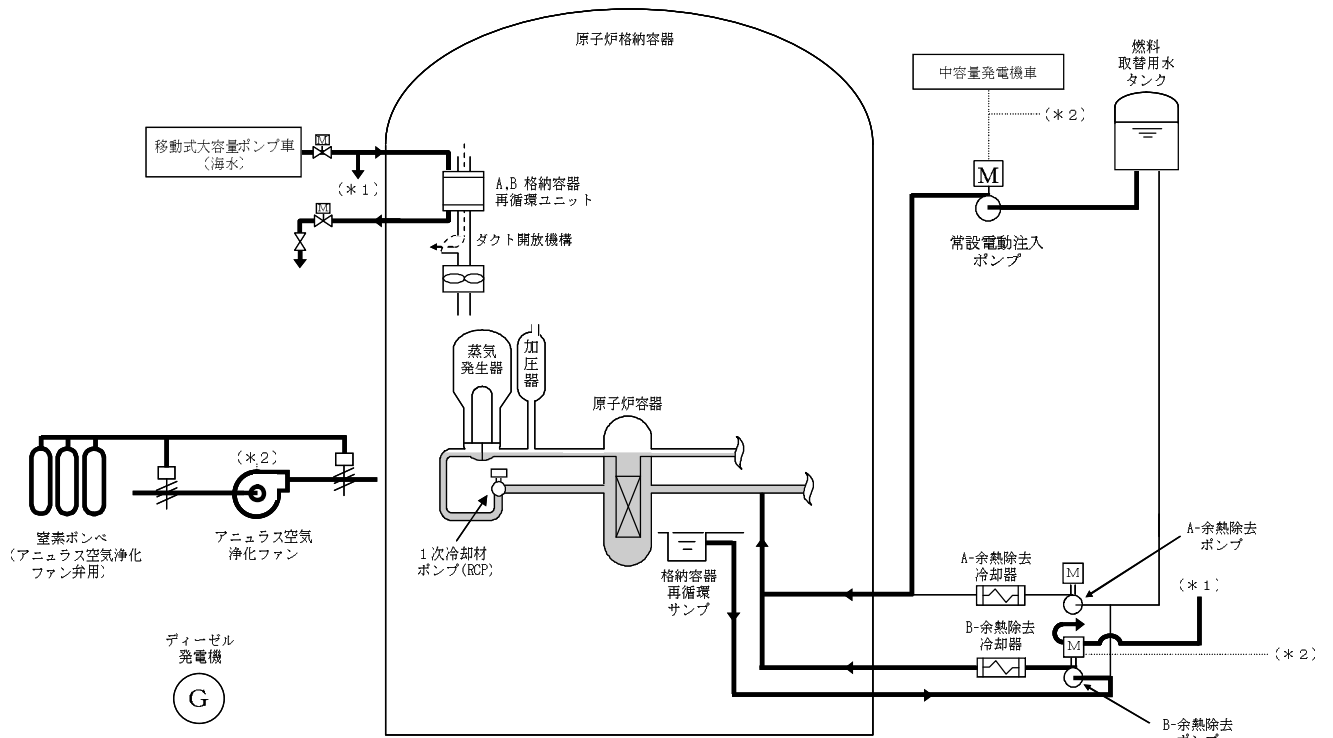 原子炉格納容器
中容量発電機車
燃料
取替用水
タンク
(＊2)
移動式大容量ポンプ車
(海水)
M
(＊1)
M
A,B 格納容器
再循環ユニット
ダクト開放機構
M
常設電動注入
ポンプ
蒸気
発生器
加
圧
器
原子炉容器
(＊2)
窒素ボンベ
(アニュラス空気浄化
ファン弁用)
アニュラス空気
浄化ファン
1次冷却材
ポンプ(RCP)
格納容器
再循環
サンプ
A-余熱除去
冷却器
M
A-余熱除去
ポンプ
(＊1)
B-余熱除去
冷却器
M
(＊2)
ディーゼル
発電機
G
B-余熱除去